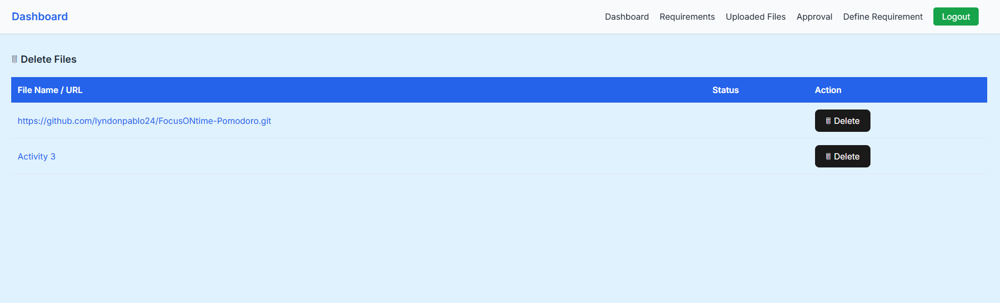 Dashboard
Dashboard Requirements Uploaded Files Approval Define Requirement Logout
Delete Files
File Name / URL Status Action
https://github.com/lyndonpablo24/FocusONtime-Pomodoro.git Delete
Activity 3 Delete